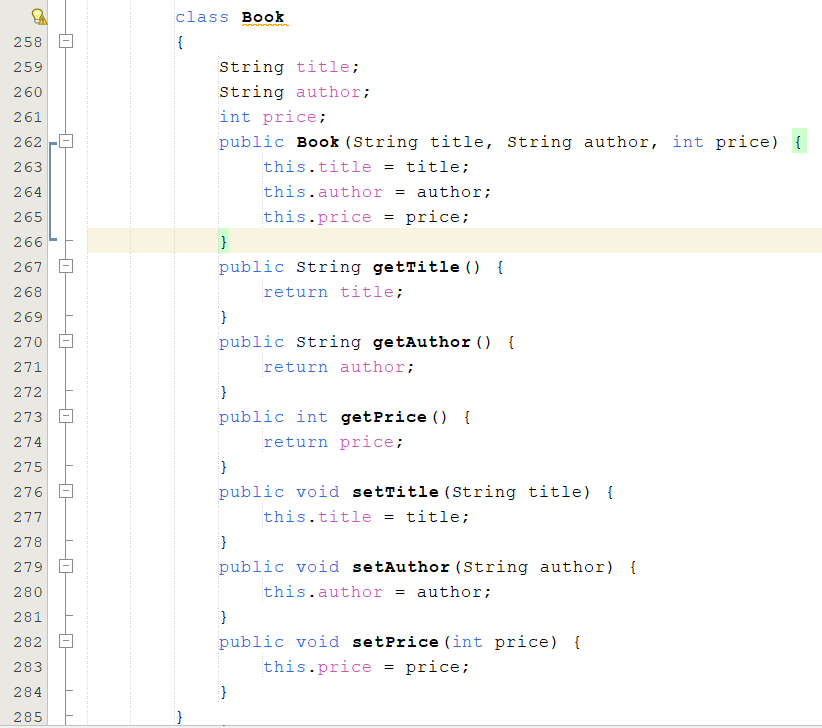 class Book
258 {
259 String title;
260 String author;
261 int price;
262 public Book(String title, String author, int price) {
263 this.title = title;
264 this.author = author;
265 this.price = price;
266 }
267 public String getTitle() {
268 return title;
269 }
270 public String getAuthor() {
271 return author;
272 }
273 public int getPrice() {
274 return price;
275 }
276 public void setTitle(String title) {
277 this.title = title;
278 }
279 public void setAuthor(String author) {
280 this.author = author;
281 }
282 public void setPrice(int price) {
283 this.price = price;
284 }
285 }